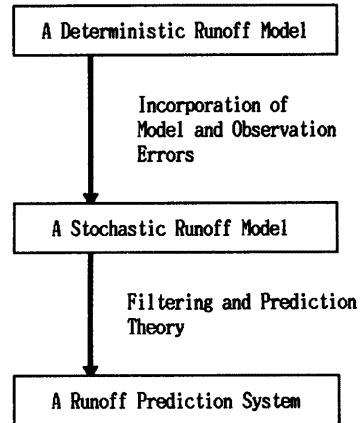 A Deterministic Runoff Model
Incorporation of
Model and Observation
Errors
A Stochastic Runoff Model
Filtering and Prediction
Theory
A Runoff Prediction System